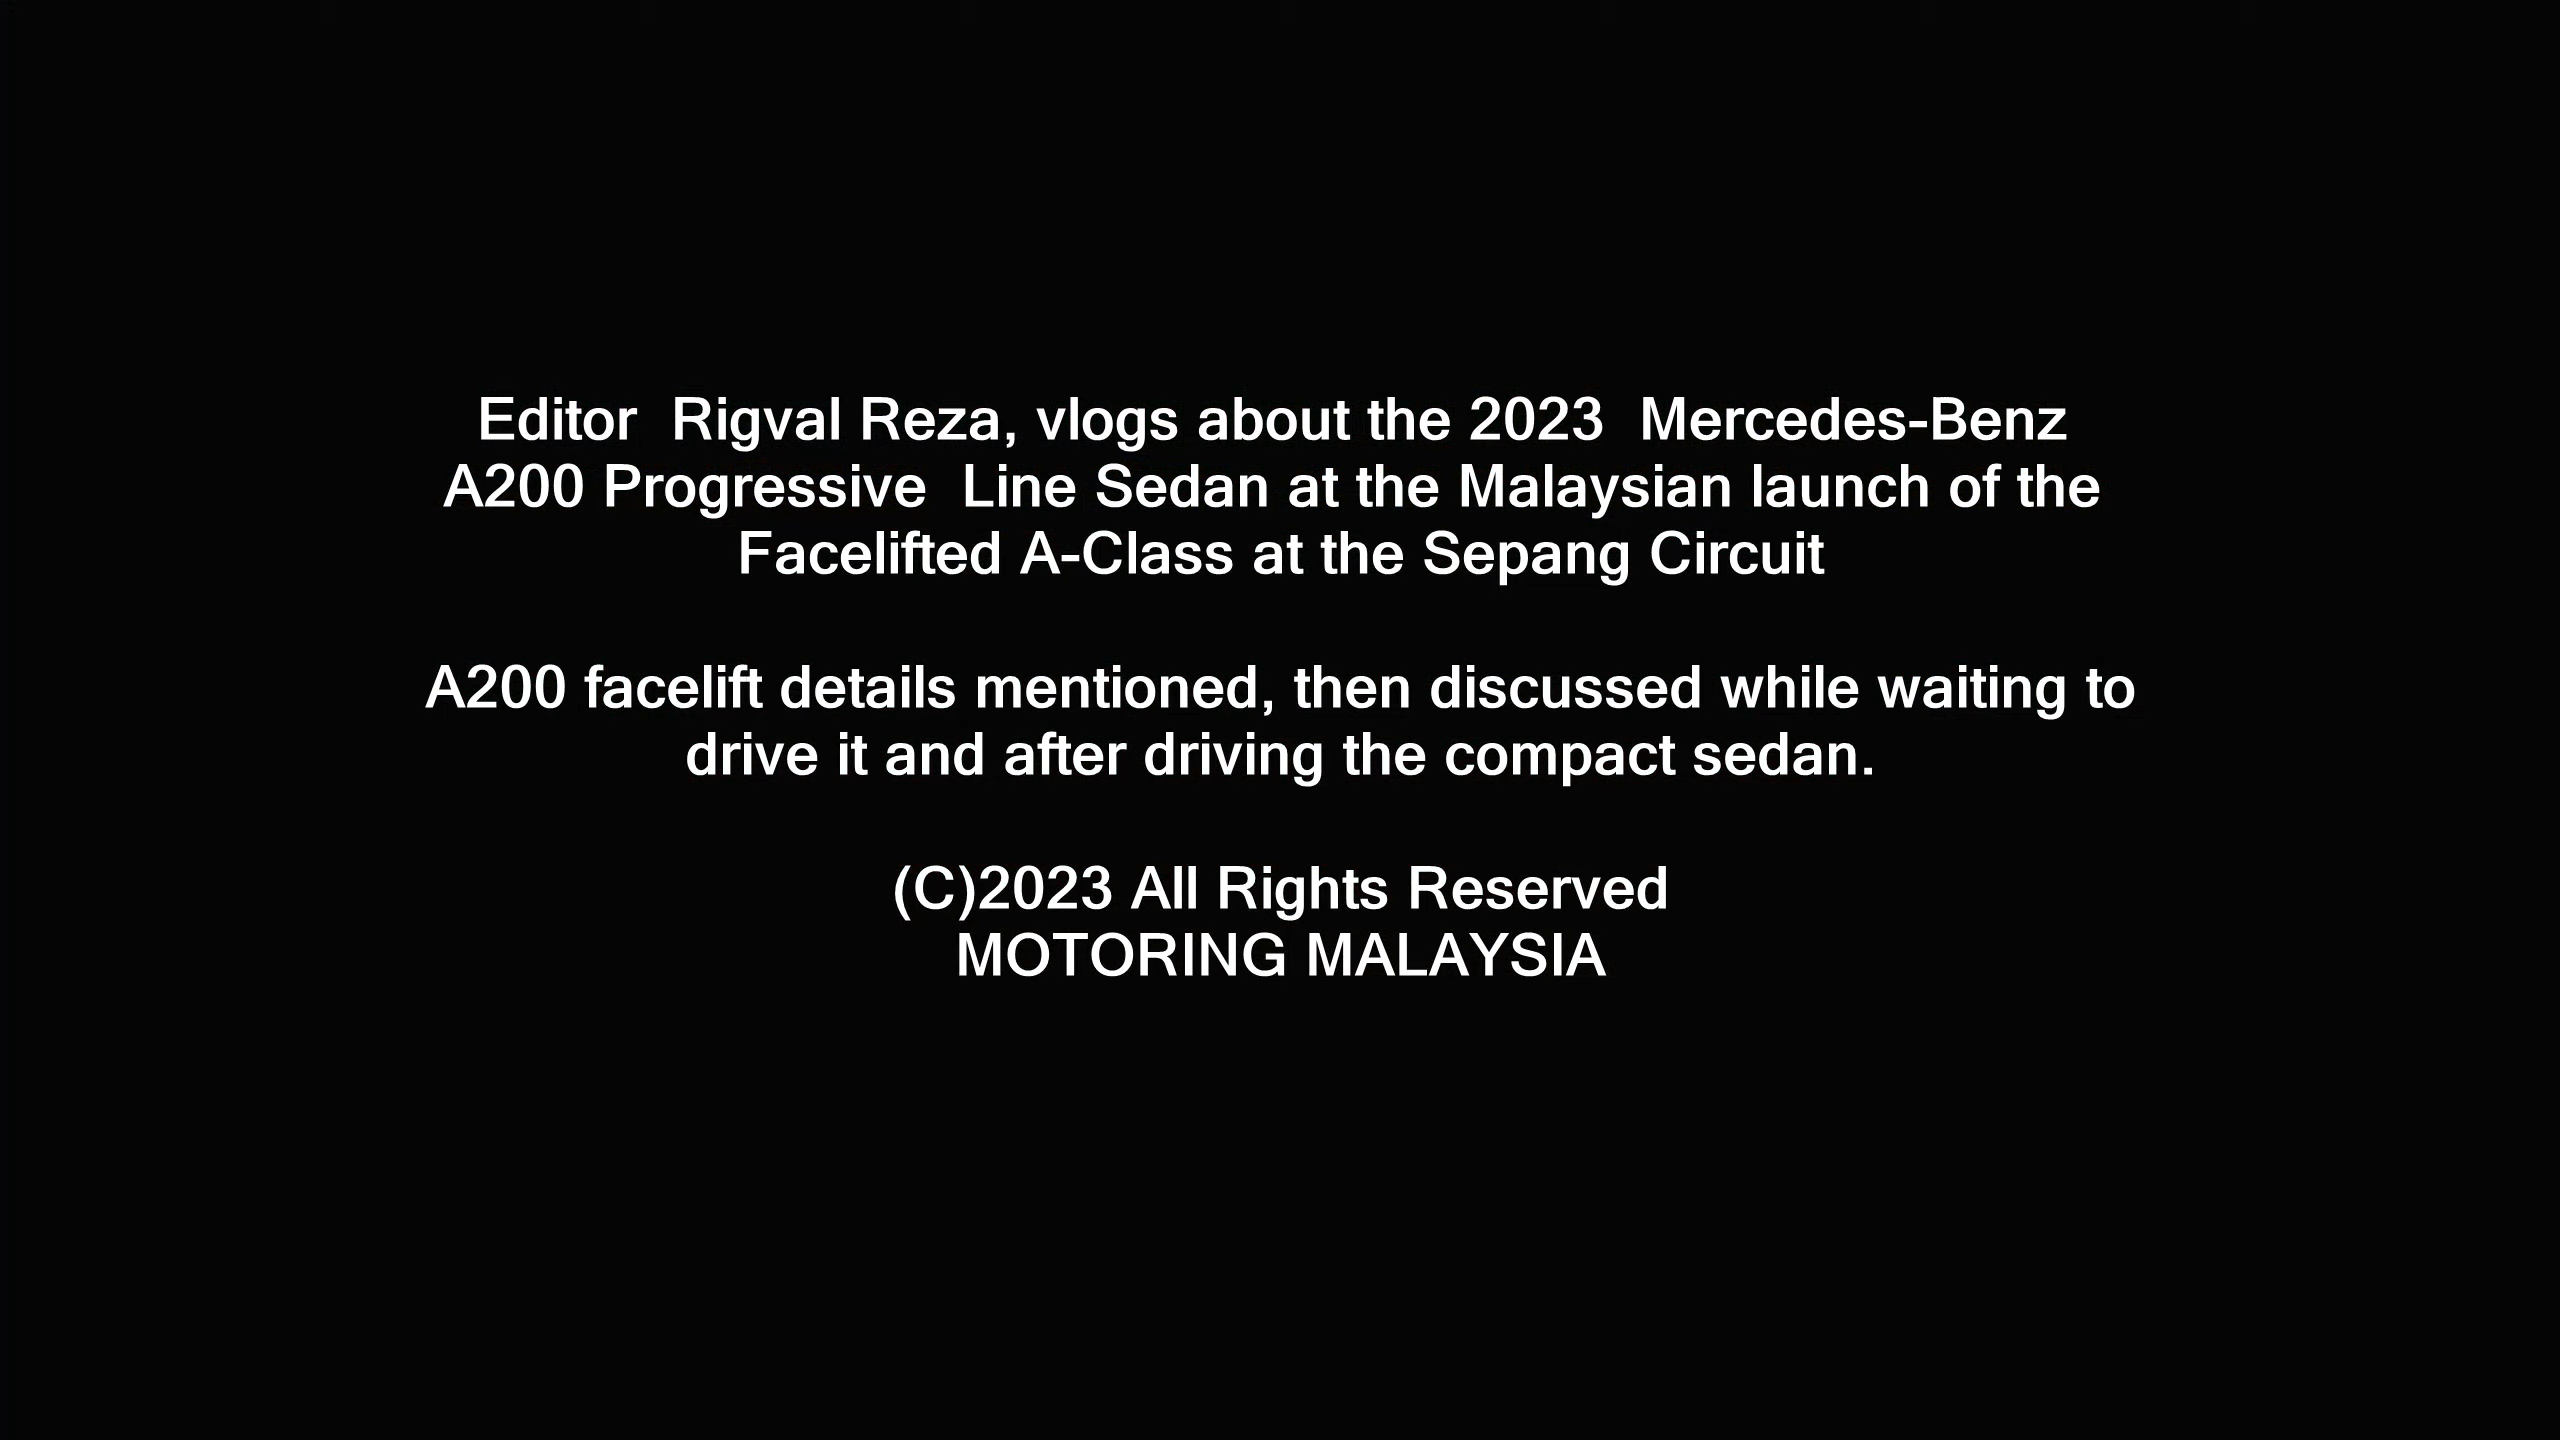 Editor  Rigval Reza, vlogs about the 2023  Mercedes-Benz
A200 Progressive  Line Sedan at the Malaysian launch of the
Facelifted A-Class at the Sepang Circuit
A200 facelift details mentioned, then discussed while waiting to
drive it and after driving the compact sedan.
(C)2023 All Rights Reserved
MOTORING MALAYSIA